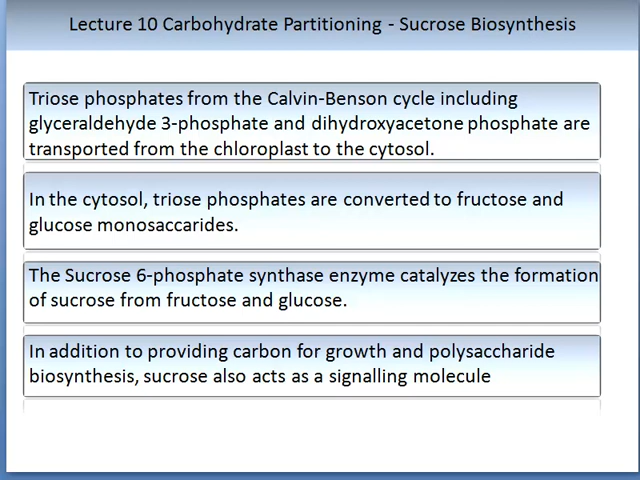 Lecture 10 Carbohydrate Partitioning - Sucrose Biosynthesis
Triose phosphates from the Calvin-Benson cycle including
glyceraldehyde 3-phosphate and dihydroxyacetone phosphate are
transported from the chloroplast to the cytosol.
In the cytosol, triose phosphates are converted to fructose and
glucose monosaccarides.
The Sucrose 6-phosphate synthase enzyme catalyzes the formation
of sucrose from fructose and glucose.
In addition to providing carbon for growth and polysaccharide
biosynthesis, sucrose also acts as a signalling molecule